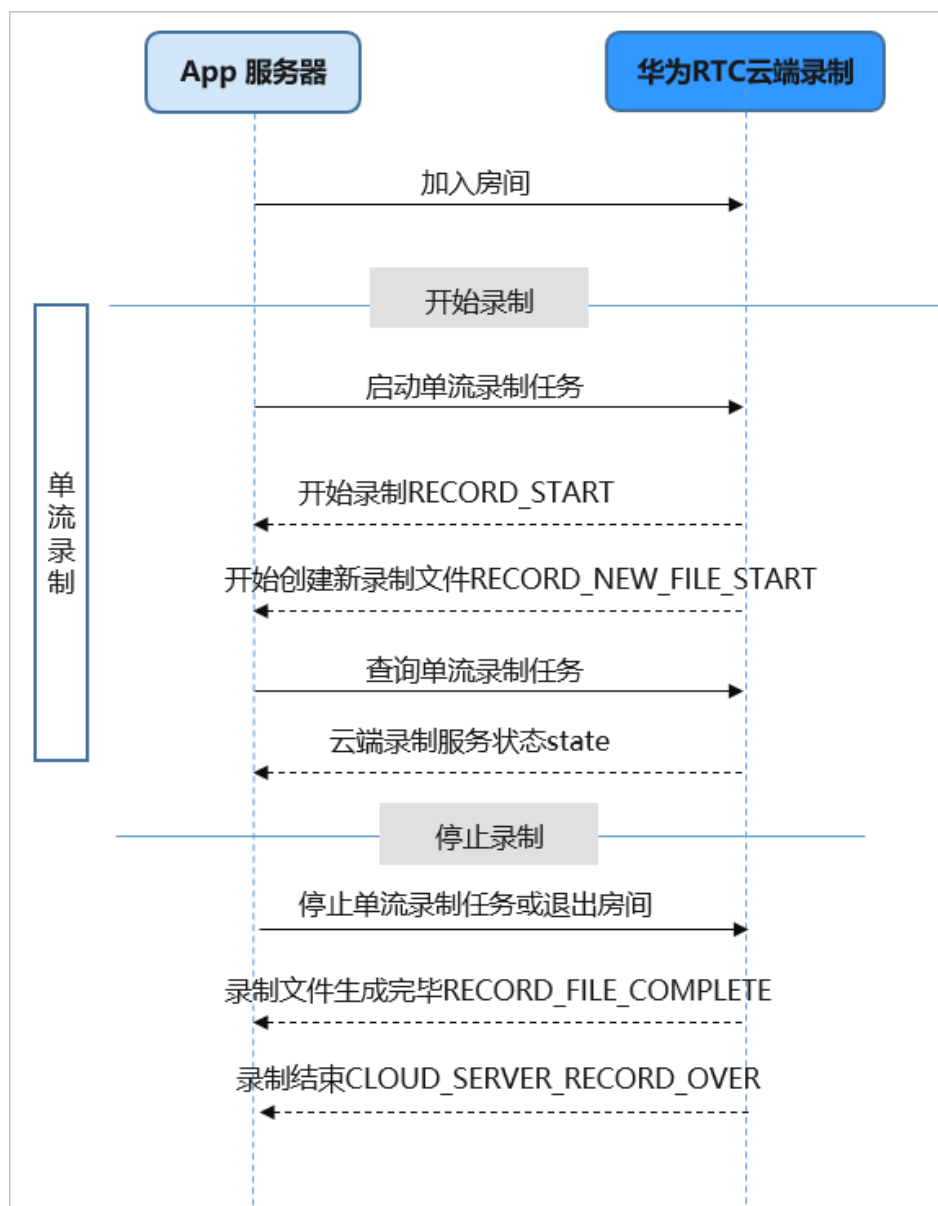 App 服务器
华为RTC云端录制
加入房间
开始录制
启动单流录制任务
单流录制
开始录制RECORD_START
开始创建新录制文件RECORD_NEW_FILE_START
查询单流录制任务
云端录制服务状态state
停止录制
停止单流录制任务或退出房间
录制文件生成完毕RECORD_FILE_COMPLETE
录制结束CLOUD_SERVER_RECORD_OVER